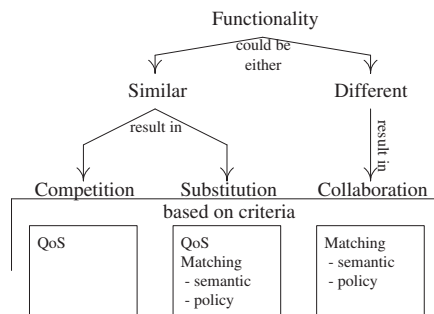 Functionality
could be
either
Similar
Different
result in
result in
Competition
Substitution
Collaboration
based on criteria
QoS
QoS
Matching
- semantic
- policy
Matching
- semantic
- policy